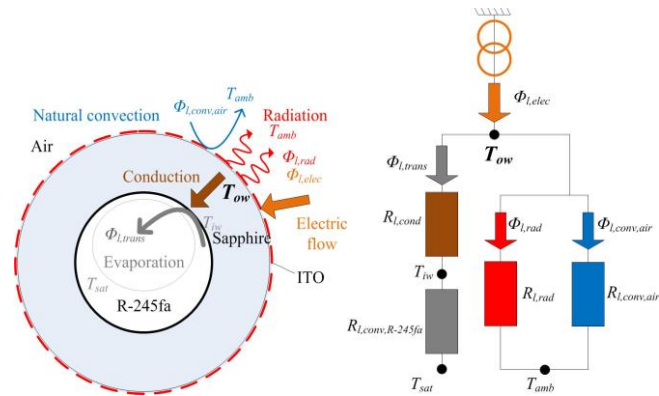 Natural convection
Φl,conv,air
Tamb
Radiation
Tamb
Air
Φl,rad
Φl,elec
Conduction
Tow
Electric
flow
Tiw
Sapphire
Φl,trans
Evaporation
Tsat
R-245fa
ITO
Φl,elec
Tow
Φl,trans
Rl,cond
Φl,rad
Φl,conv,air
Tiw
Rl,rad
Rl,conv,air
Rl,conv,R-245fa
Tsat
Tamb